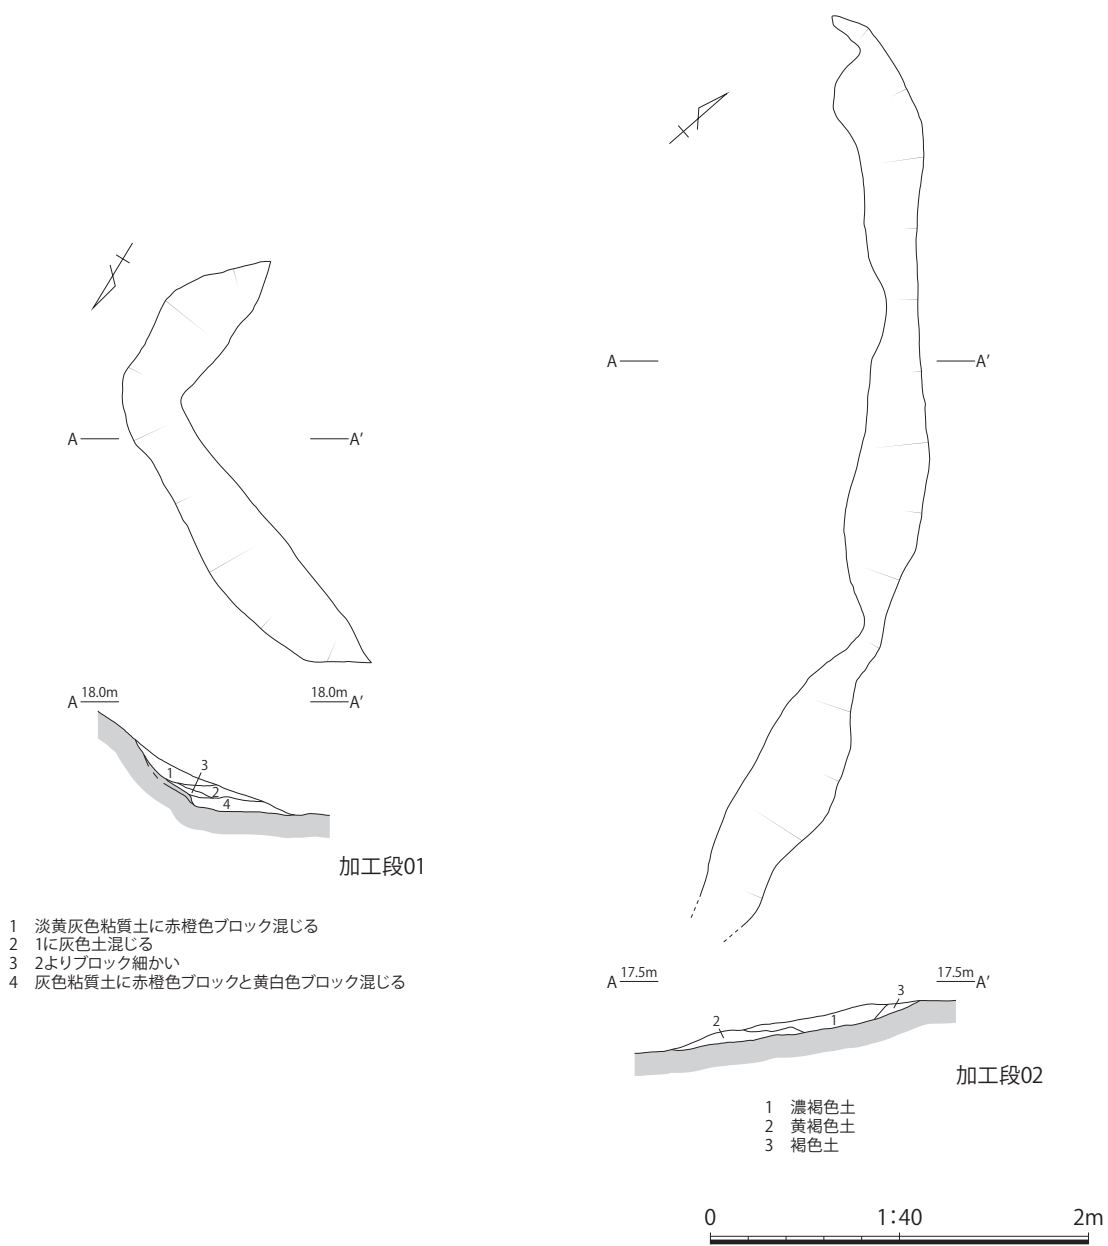 A A’
A A’
A 18.0m 18.0m A’
1
3
2
4
加工段01
1 淡黄灰色粘質土に赤橙色ブロック混じる
2 1に灰色土混じる
3 2よりブロック細かい
4 灰色粘質土に赤橙色ブロックと黄白色ブロック混じる
A 17.5m 17.5m A’
3
2
1
加工段02
1 濃褐色土
2 黄褐色土
3 褐色土
0 1:40 2m